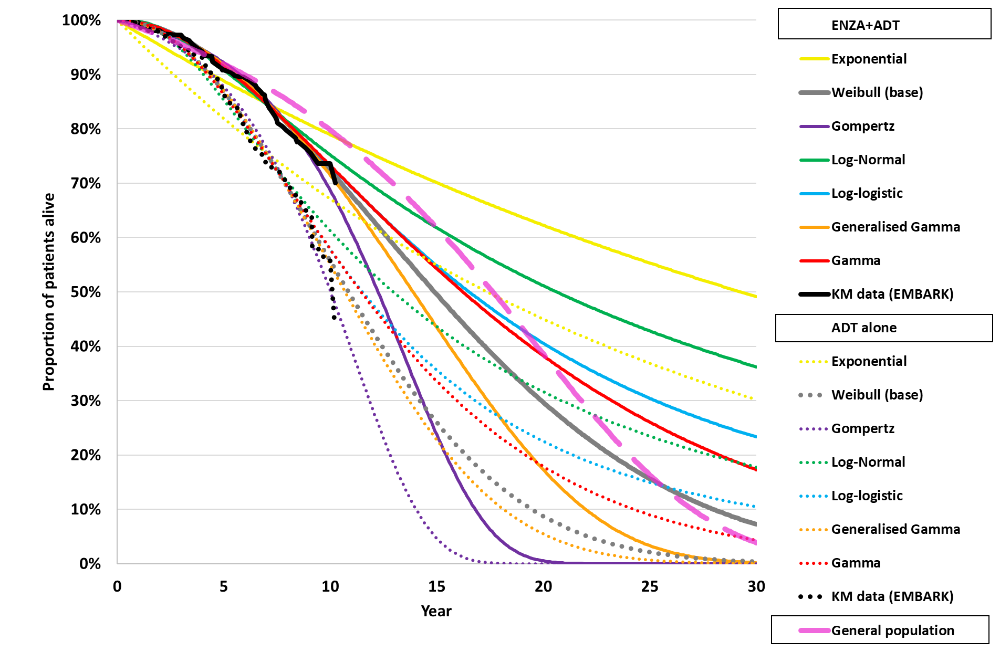 Proportion of patients alive
100%
90%
80%
70%
60%
50%
40%
30%
20%
10%
0%
0 5 10 15 20 25 30
Year
ENZA+ADT
Exponential
Weibull (base)
Gompertz
Log-Normal
Log-logistic
Generalised Gamma
Gamma
KM data (EMBARK)
ADT alone
Exponential
Weibull (base)
Gompertz
Log-Normal
Log-logistic
Generalised Gamma
Gamma
KM data (EMBARK)
General population